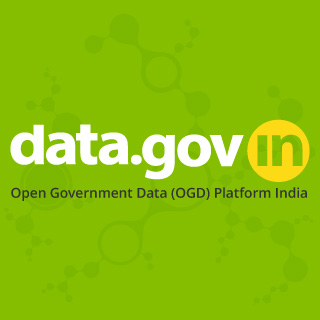 data.gov in
Open Government Data (OGD) Platform India